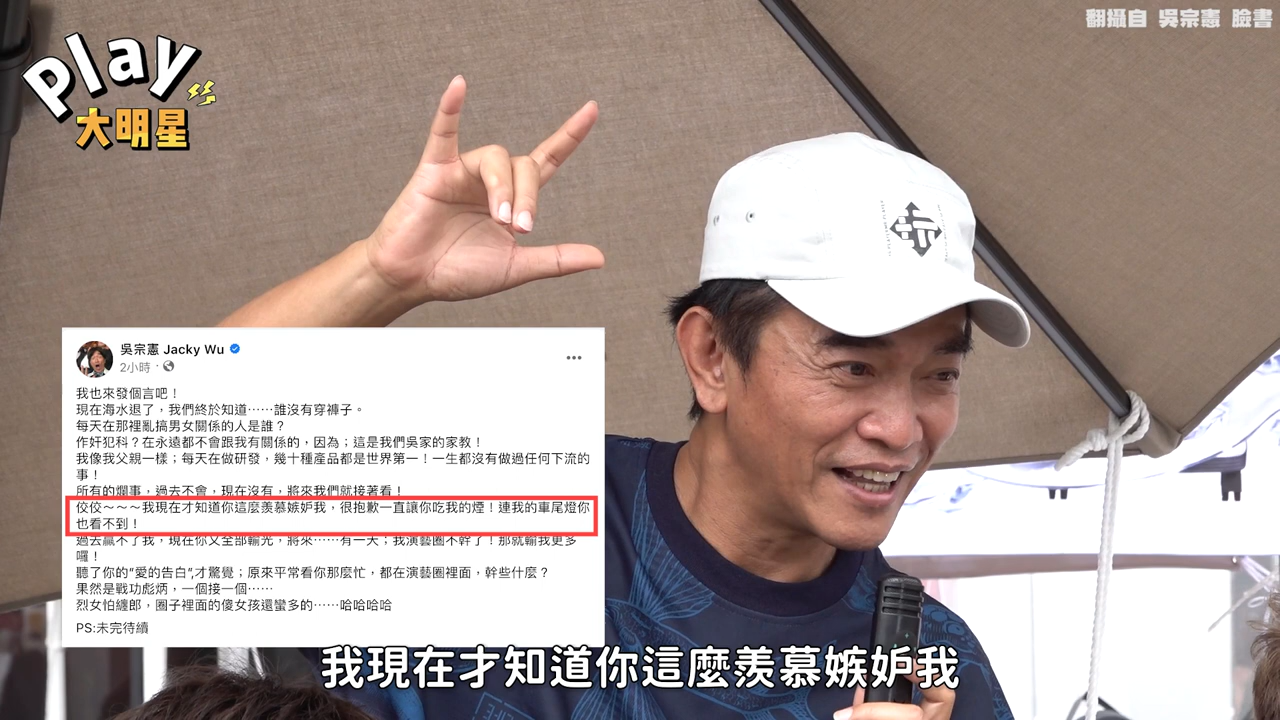 翻攝自 吳宗憲 臉書
Play
大明星
玩
吳宗憲 Jacky Wu
2小時
我也來發個言吧！
現在海水退了，我們終於知道⋯⋯誰沒有穿褲子。
每天在那裡亂搞男女關係的人是誰？
作奸犯科？在永遠都不會跟我有關係的，因為；這是我們吳家的家教！
我像我父親一樣；每天在做研發，幾十種產品都是世界第一！一生都沒有做過任何下流的
事！
所有的爛事，過去不會，現在沒有，將來我們就接著看！
佼佼～～～我現在才知道你這麼羨慕嫉妒我，很抱歉一直讓你吃我的煙！連我的車尾燈你
也看不到！
過去贏不了我，現在你又全部輸光，將來⋯⋯有一天；我演藝圈不幹了！那就輸我更多
囉！
聽了你的“愛的告白”,才驚覺；原來平常看你那麼忙，都在演藝圈裡面，幹些什麼？
果然是戰功彪炳，一個接一個⋯⋯
烈女怕纏郎，圈子裡面的傻女孩還蠻多的⋯⋯哈哈哈哈
PS:未完待續
我現在才知道你這麼羨慕嫉妒我